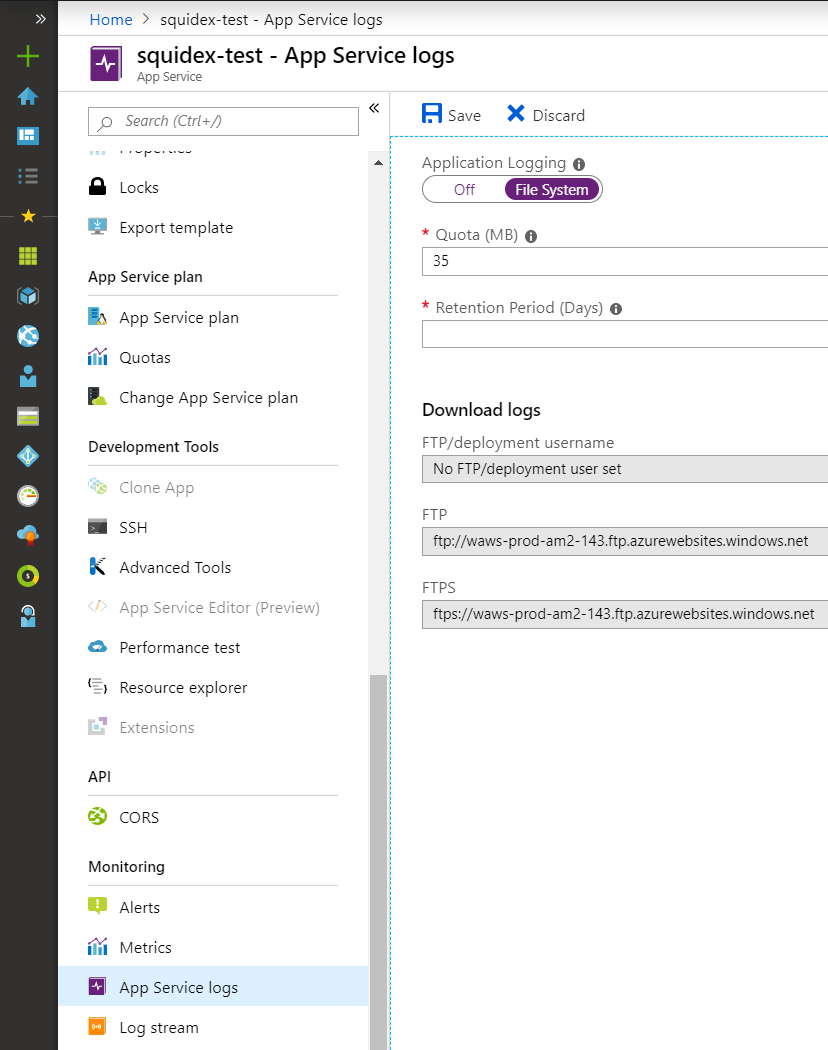 »
Home > squidex-test - App Service logs
squidex-test - App Service logs
App Service
Search (Ctrl+/)
«
Properties
Locks
Export template
App Service plan
App Service plan
Quotas
Change App Service plan
Development Tools
Clone App
SSH
Advanced Tools
App Service Editor (Preview)
Performance test
Resource explorer
Extensions
API
CORS
Monitoring
Alerts
Metrics
App Service logs
Log stream
Save Discard
Application Logging
Off File System
* Quota (MB)
35
* Retention Period (Days)
Download logs
FTP/deployment username
No FTP/deployment user set
FTP
ftp://waws-prod-am2-143.ftp.azurewebsites.windows.net
FTPS
ftps://waws-prod-am2-143.ftp.azurewebsites.windows.net